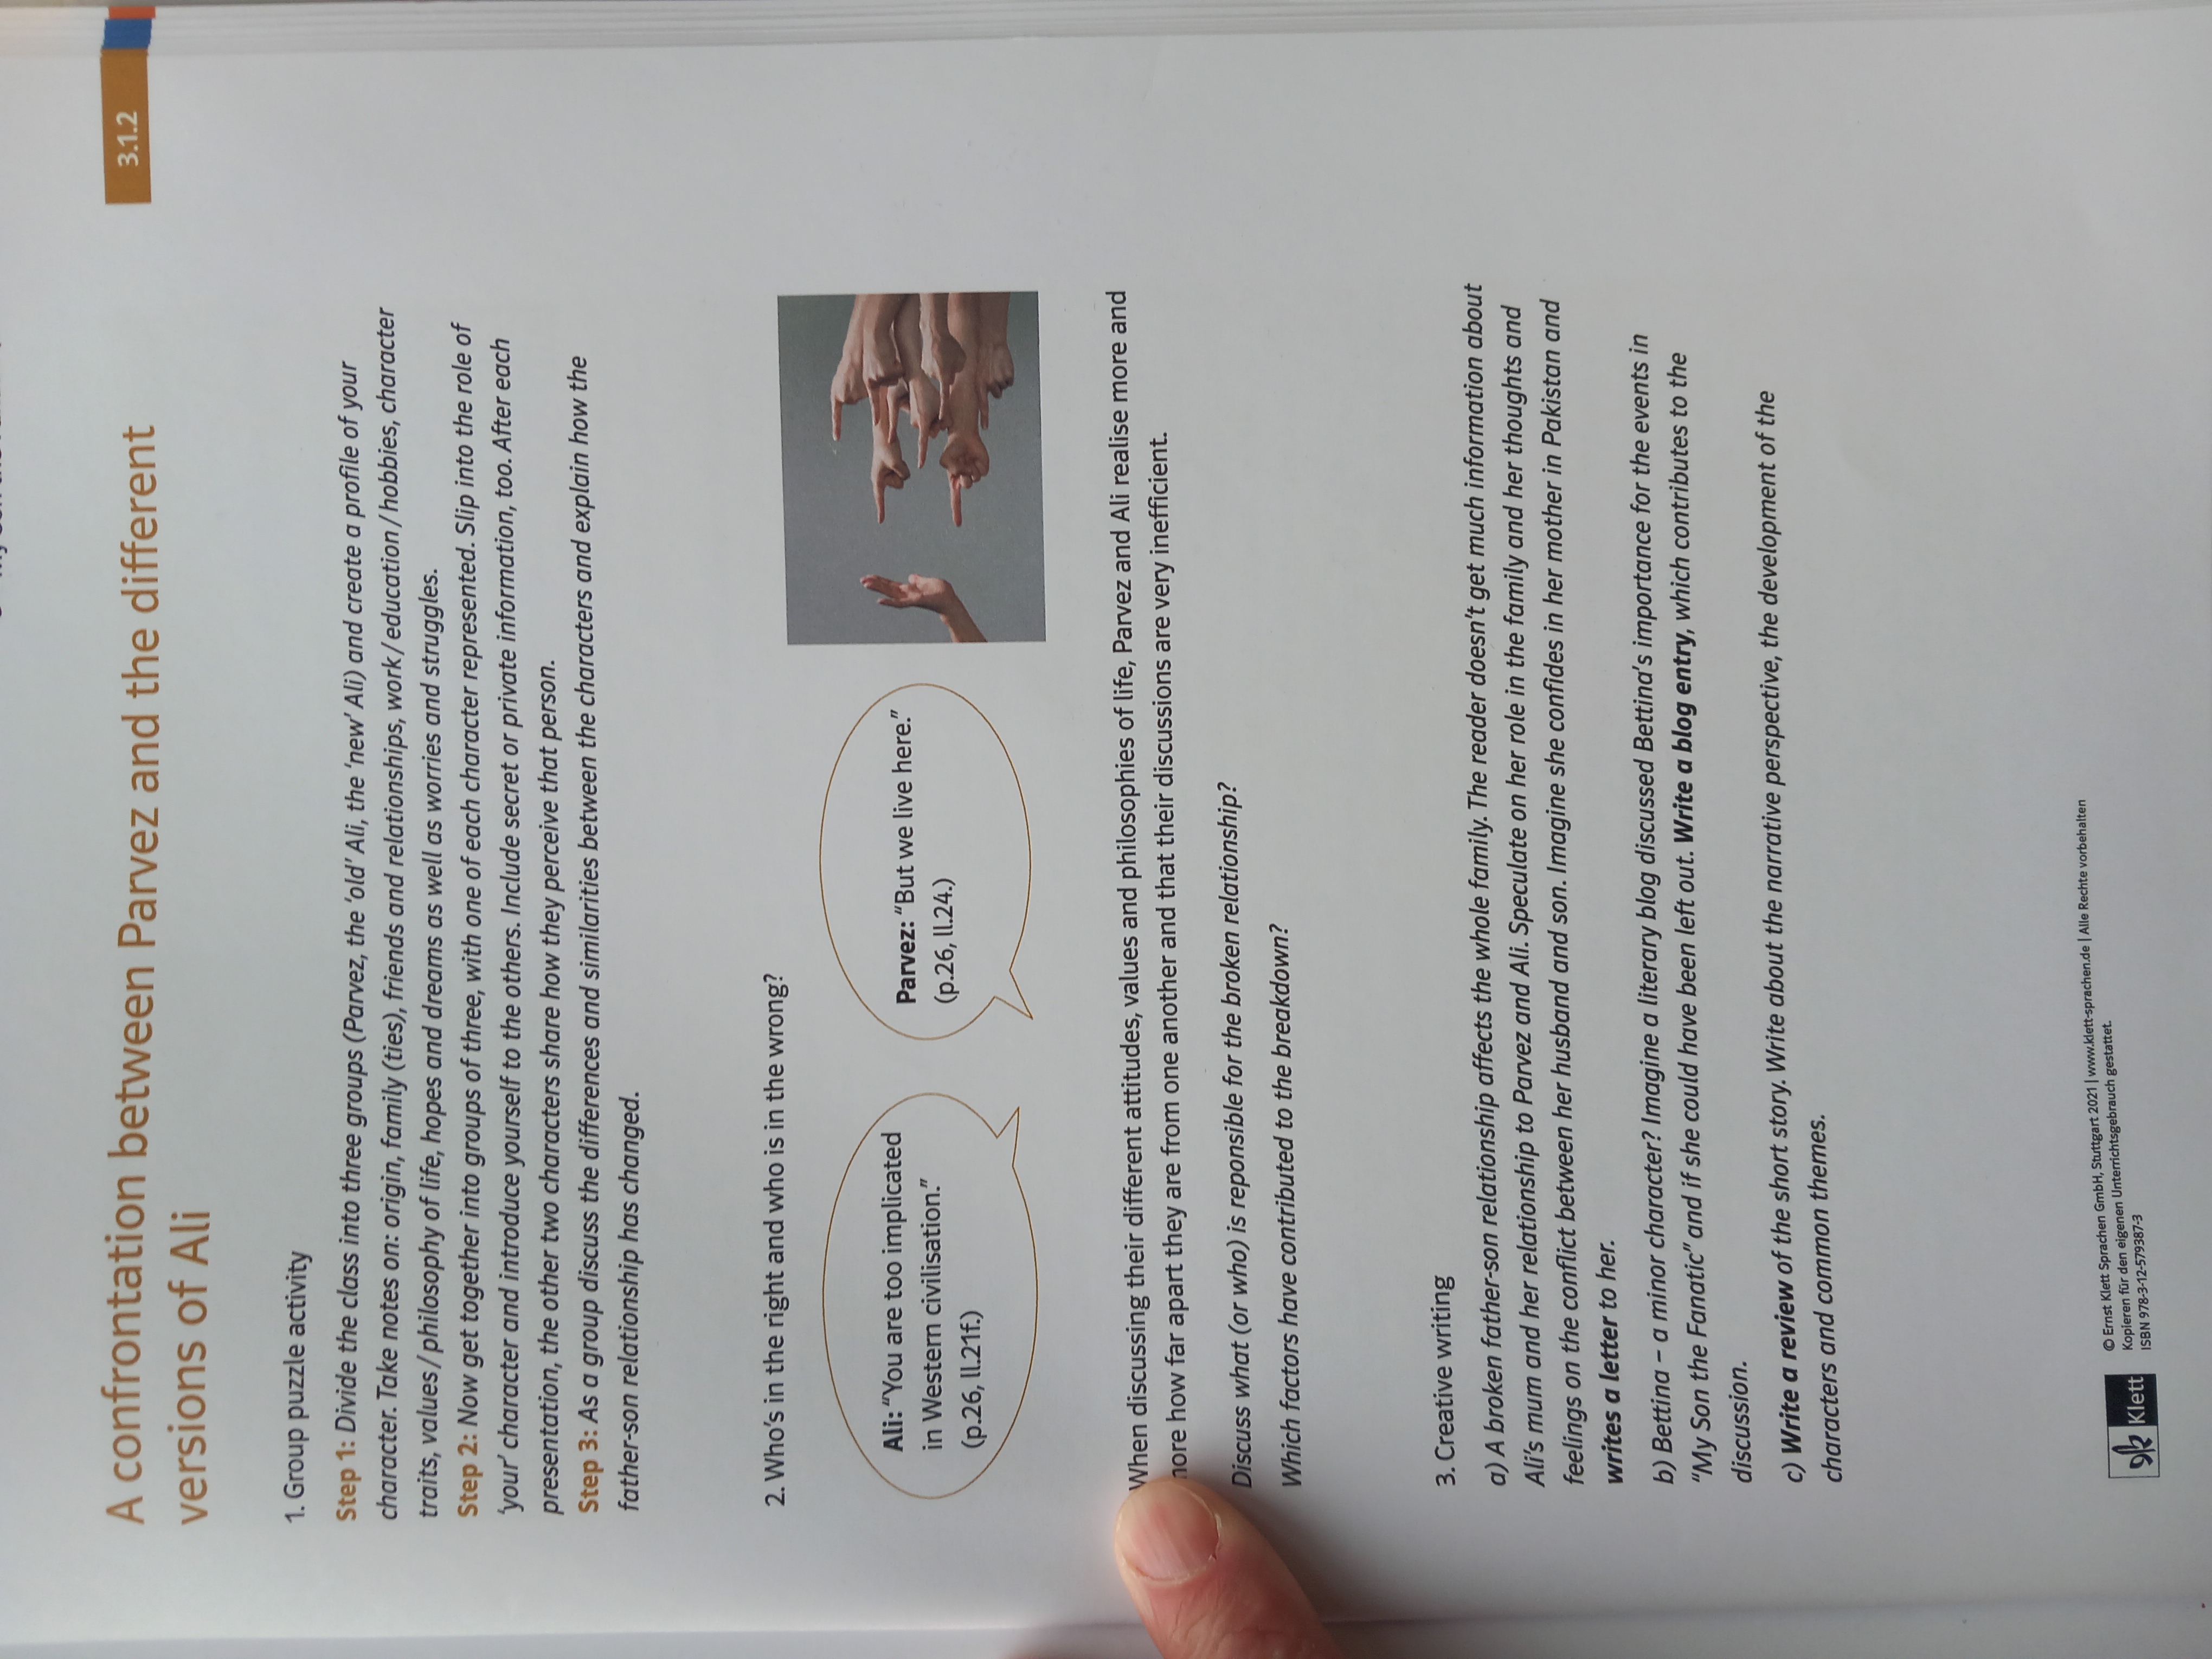 A confrontation between Parvez and the different
versions of Ali
3.1.2
1. Group puzzle activity
Step 1: Divide the class into three groups (Parvez, the ‘old’ Ali, the ‘new’ Ali) and create a profile of your
character. Take notes on: origin, family (ties), friends and relationships, work/education/hobbies, character
traits, values/philosophy of life, hopes and dreams as well as worries and struggles.
Step 2: Now get together into groups of three, with one of each character represented. Slip into the role of
‘your’ character and introduce yourself to the others. Include secret or private information, too. After each
presentation, the other two characters share how they perceive that person.
Step 3: As a group discuss the differences and similarities between the characters and explain how the
father-son relationship has changed.
2. Who’s in the right and who is in the wrong?
Ali: “You are too implicated
in Western civilisation.”
(p.26, ll.21f.)
Parvez: “But we live here.”
(p.26, ll.24.)
When discussing their different attitudes, values and philosophies of life, Parvez and Ali realise more and
more how far apart they are from one another and that their discussions are very inefficient.
Discuss what (or who) is reponsible for the broken relationship?
Which factors have contributed to the breakdown?
3. Creative writing
a) A broken father-son relationship affects the whole family. The reader doesn’t get much information about
Ali’s mum and her relationship to Parvez and Ali. Speculate on her role in the family and her thoughts and
feelings on the conflict between her husband and son. Imagine she confides in her mother in Pakistan and
writes a letter to her.
b) Bettina – a minor character? Imagine a literary blog discussed Bettina’s importance for the events in
“My Son the Fanatic” and if she could have been left out. Write a blog entry, which contributes to the
discussion.
c) Write a review of the short story. Write about the narrative perspective, the development of the
characters and common themes.
Klett
© Ernst Klett Sprachen GmbH, Stuttgart 2021 | www.klett-sprachen.de | Alle Rechte vorbehalten
Kopieren für den eigenen Unterrichtsgebrauch gestattet.
ISBN 978-3-12-579387-3